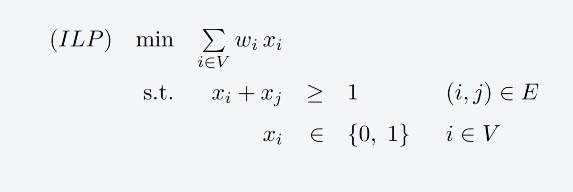 (ILP) min ∑ i∈V w_i x_i
s.t. x_i + x_j ≥ 1 (i, j) ∈ E
x_i ∈ {0, 1} i ∈ V